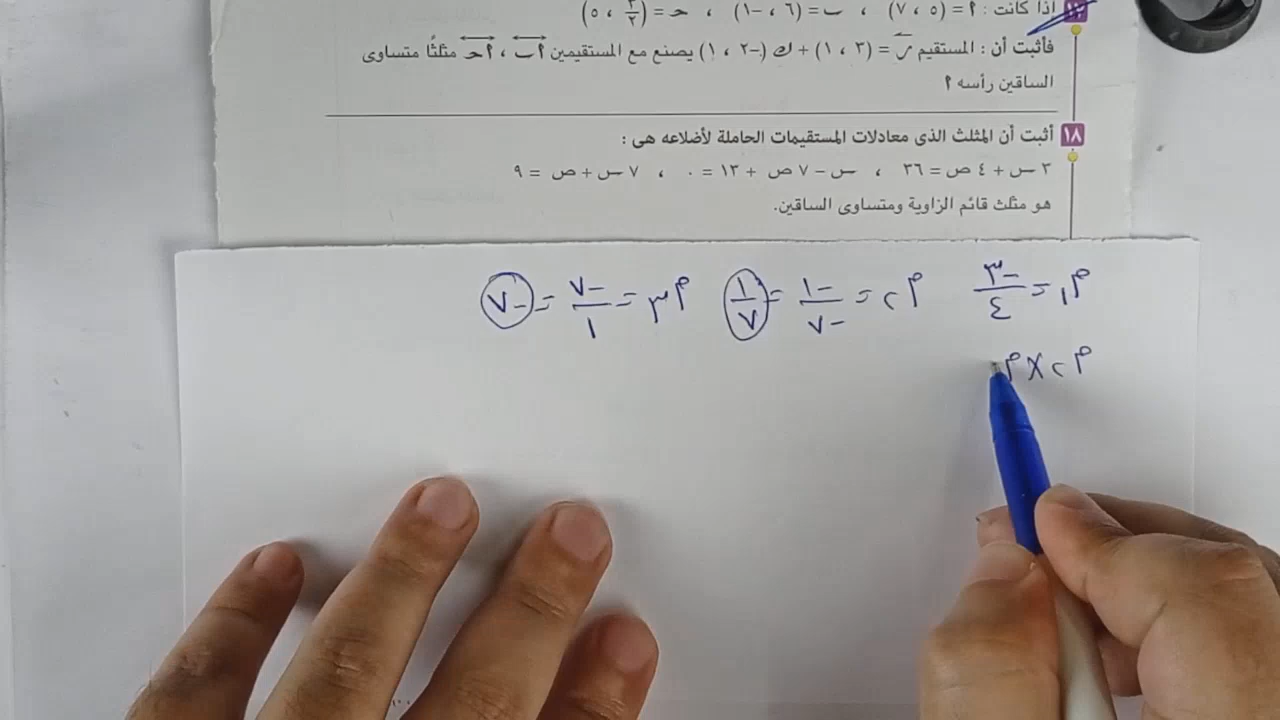 ١٧ إذا كانت : ٢ = (٥ ، ٧) ، ب = (٦ ، -١) ، حـ = (٣/٢ ، ٥)
فأثبت أن : المستقيم ر = (٣ ، ١) + ك (-٢ ، ١) يصنع مع المستقيمين أب ، أحـ مثلثًا متساوى
الساقين رأسه أ
١٨ أثبت أن المثلث الذى معادلات المستقيمات الحاملة لأضلاعه هى :
٣ س + ٤ ص = ٣٦ ، س - ٧ ص + ١٣ = ٠ ، ٧ س + ص = ٩
هو مثلث قائم الزاوية ومتساوى الساقين.
م١ = -٣/٤ م٢ = -١/-٧ = ١/٧ م٣ = -٧/١ = -٧
م٢ × م